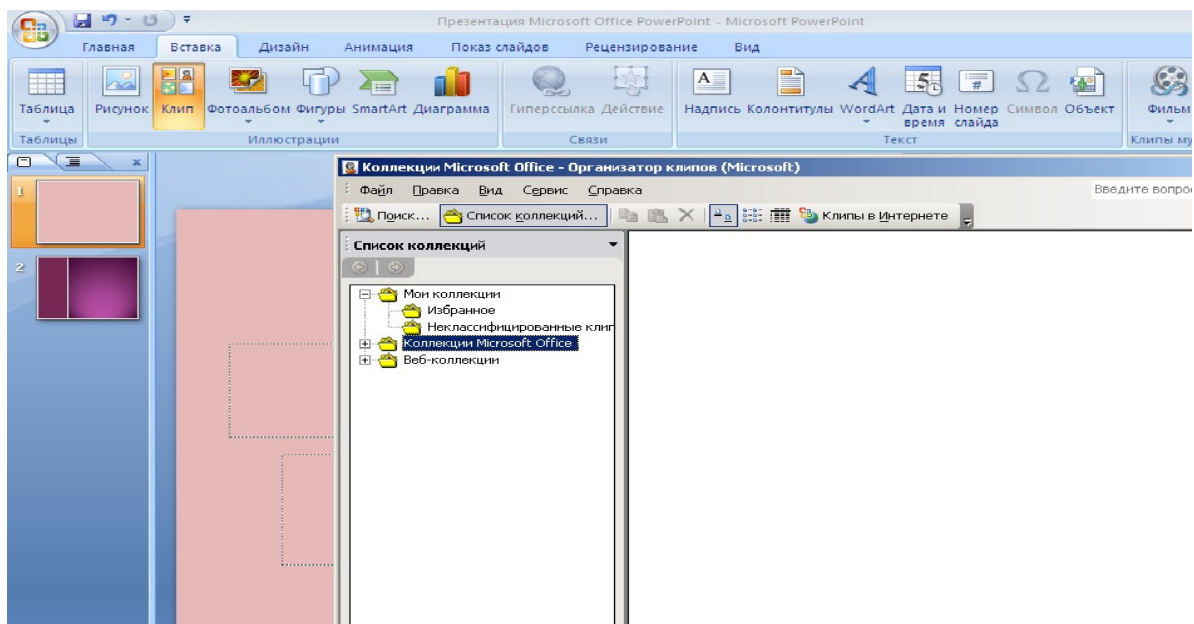 Презентация Microsoft Office PowerPoint - Microsoft PowerPoint
Главная Вставка Дизайн Анимация Показ слайдов Рецензирование Вид
Таблица Рисунок Клип Фотоальбом Фигуры SmartArt Диаграмма Гиперссылка Действие Надпись Колонтитулы WordArt Дата и время Номер слайда Символ Объект Фильм
Таблицы Иллюстрации Связи Текст Клипы му
Коллекции Microsoft Office - Организатор клипов (Microsoft)
Файл Правка Вид Сервис Справка Введите вопро
Поиск... Список коллекций... Клипы в Интернете
Список коллекций
1
2
Мои коллекции
Избранное
Неклассифицированные клип
Коллекции Microsoft Office
Веб-коллекции